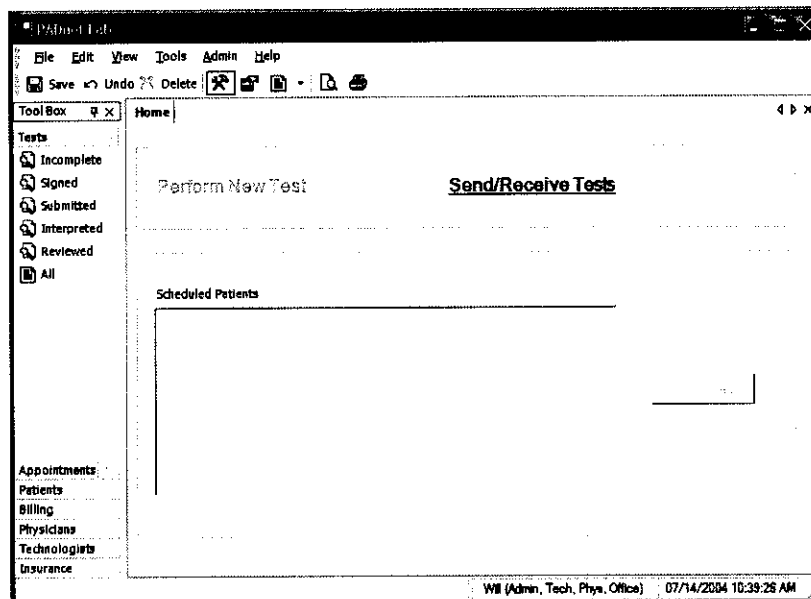 PADnet Lab
File Edit View Tools Admin Help
Save Undo Delete
Tool Box
Home
Tests
Incomplete
Signed
Submitted
Interpreted
Reviewed
All
Perform New Test
Send/Receive Tests
Scheduled Patients
Appointments
Patients
Billing
Physicians
Technologists
Insurance
Will (Admin, Tech, Phys, Office) 07/14/2004 10:39:26 AM